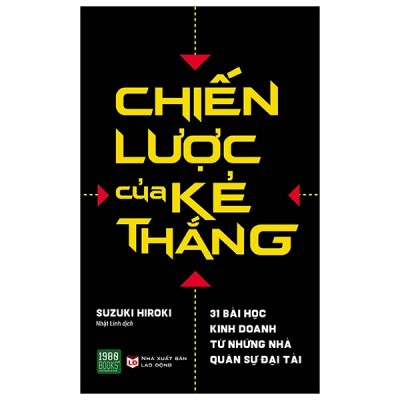 CHIẾN
LƯỢC
của KẺ
THẮNG
SUZUKI HIROKI
Nhật Linh dịch
31 BÀI HỌC
KINH DOANH
TỪ NHỮNG NHÀ
QUÂN SỰ ĐẠI TÀI
1980
BOOKS
NHÀ XUẤT BẢN
LAO ĐỘNG